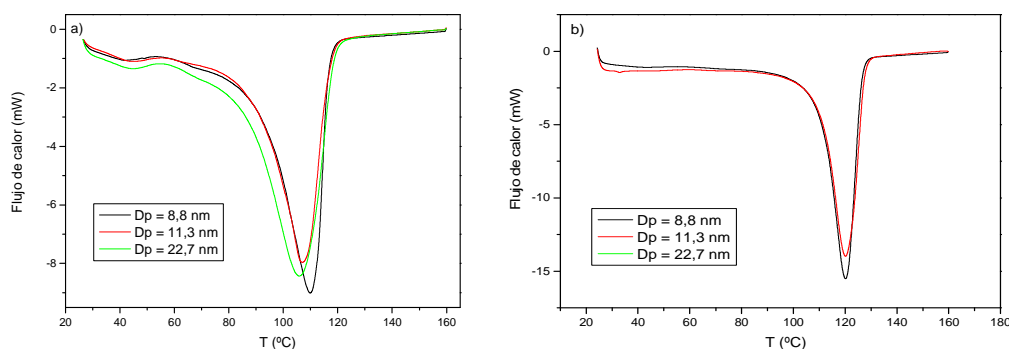 a)
0
-2
-4
-6
-8
Flujo de calor (mW)
Dp = 8,8 nm
Dp = 11,3 nm
Dp = 22,7 nm
20 40 60 80 100 120 140 160
T (ºC)
b)
0
-5
-10
-15
Flujo de calor (mW)
Dp = 8,8 nm
Dp = 11,3 nm
Dp = 22,7 nm
20 40 60 80 100 120 140 160 180
T (ºC)